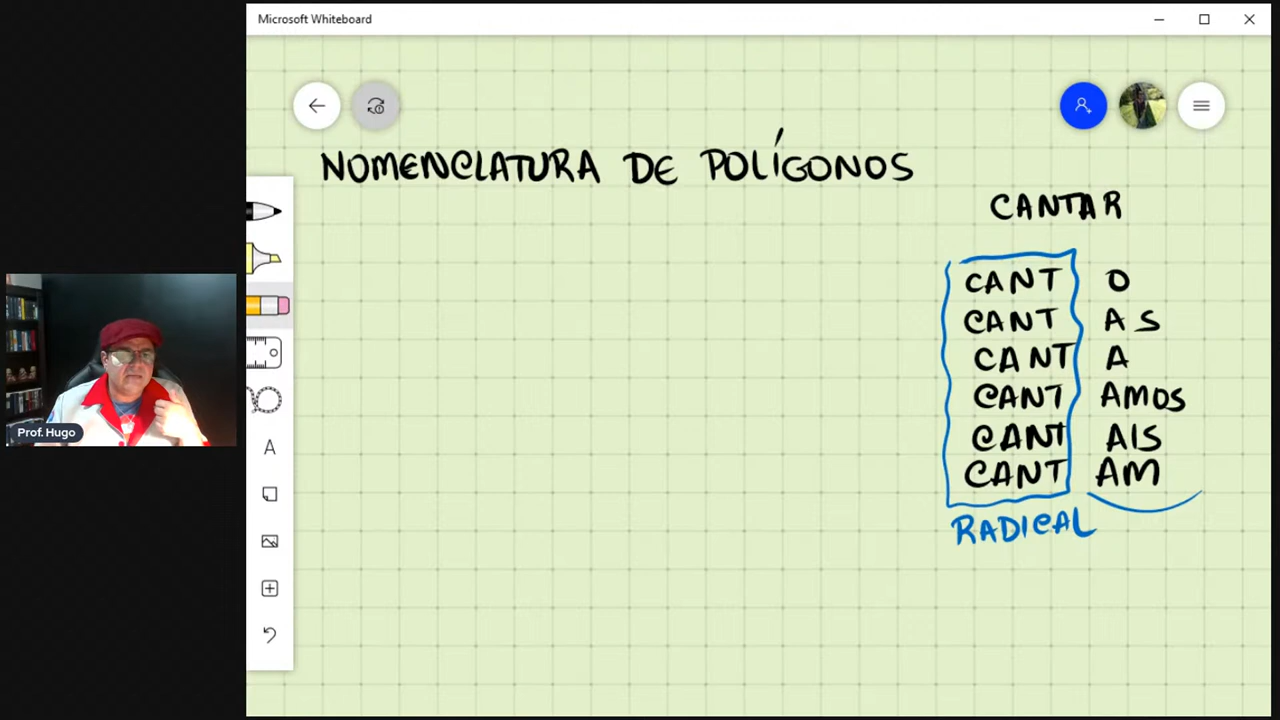 Microsoft Whiteboard
NOMENCLATURA DE POLÍGONOS
CANTAR
CANT O
CANT AS
CANT A
CANT AMOS
CANT AIS
CANT AM
RADICAL
Prof. Hugo
A